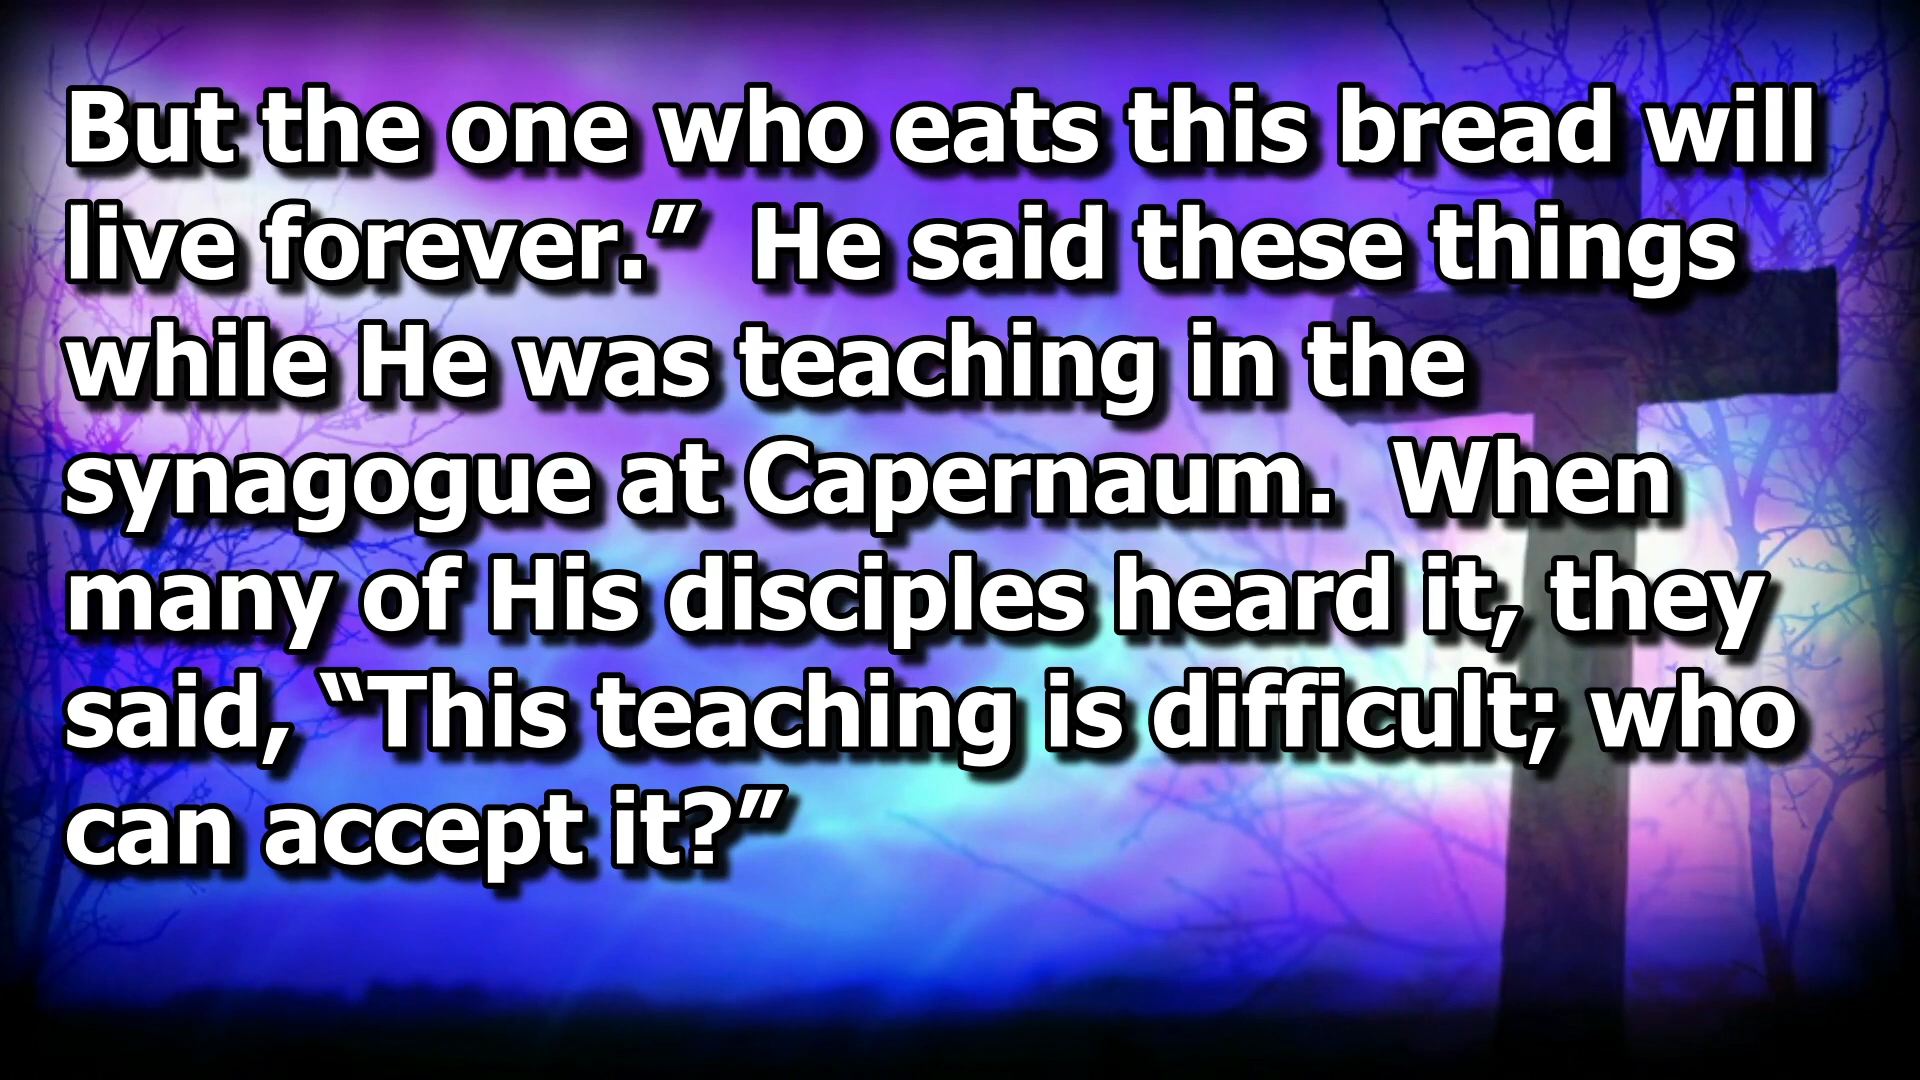 But the one who eats this bread will
live forever.”  He said these things
while He was teaching in the
synagogue at Capernaum.  When
many of His disciples heard it, they
said, “This teaching is difficult; who
can accept it?”